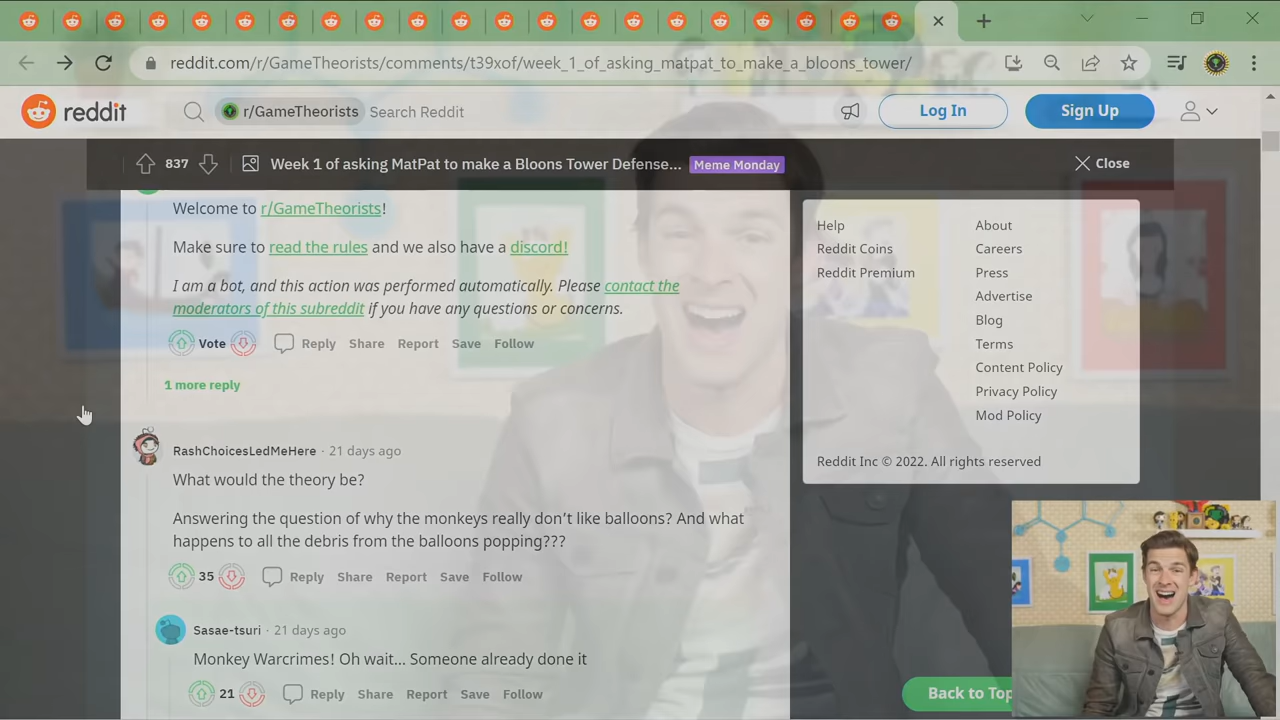 reddit.com/r/GameTheorists/comments/t39xof/week_1_of_asking_matpat_to_make_a_bloons_tower/
reddit r/GameTheorists Search Reddit Log In Sign Up
837 Week 1 of asking MatPat to make a Bloons Tower Defense... Meme Monday Close
Welcome to r/GameTheorists!
Make sure to read the rules and we also have a discord!
I am a bot, and this action was performed automatically. Please contact the
moderators of this subreddit if you have any questions or concerns.
Vote Reply Share Report Save Follow
1 more reply
RashChoicesLedMeHere · 21 days ago
What would the theory be?
Answering the question of why the monkeys really don’t like balloons? And what
happens to all the debris from the balloons popping???
35 Reply Share Report Save Follow
Sasae-tsuri · 21 days ago
Monkey Warcrimes! Oh wait... Someone already done it
21 Reply Share Report Save Follow
Help
Reddit Coins
Reddit Premium
About
Careers
Press
Advertise
Blog
Terms
Content Policy
Privacy Policy
Mod Policy
Reddit Inc © 2022. All rights reserved
Back to Top